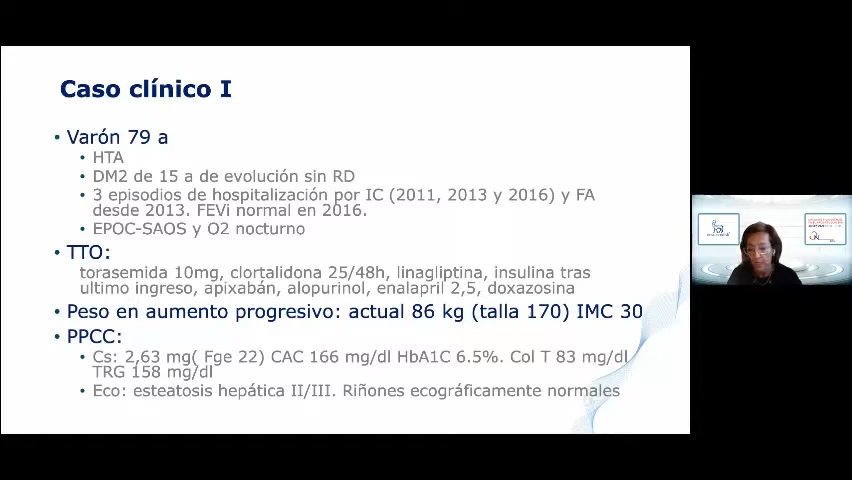 Caso clínico I
• Varón 79 a
• HTA
• DM2 de 15 a de evolución sin RD
• 3 episodios de hospitalización por IC (2011, 2013 y 2016) y FA
desde 2013. FEVi normal en 2016.
• EPOC-SAOS y O2 nocturno
• TTO:
torasemida 10mg, clortalidona 25/48h, linagliptina, insulina tras
ultimo ingreso, apixabán, alopurinol, enalapril 2,5, doxazosina
• Peso en aumento progresivo: actual 86 kg (talla 170) IMC 30
• PPCC:
• Cs: 2,63 mg( Fge 22) CAC 166 mg/dl HbA1C 6.5%. Col T 83 mg/dl
TRG 158 mg/dl
• Eco: esteatosis hepática II/III. Riñones ecográficamente normales